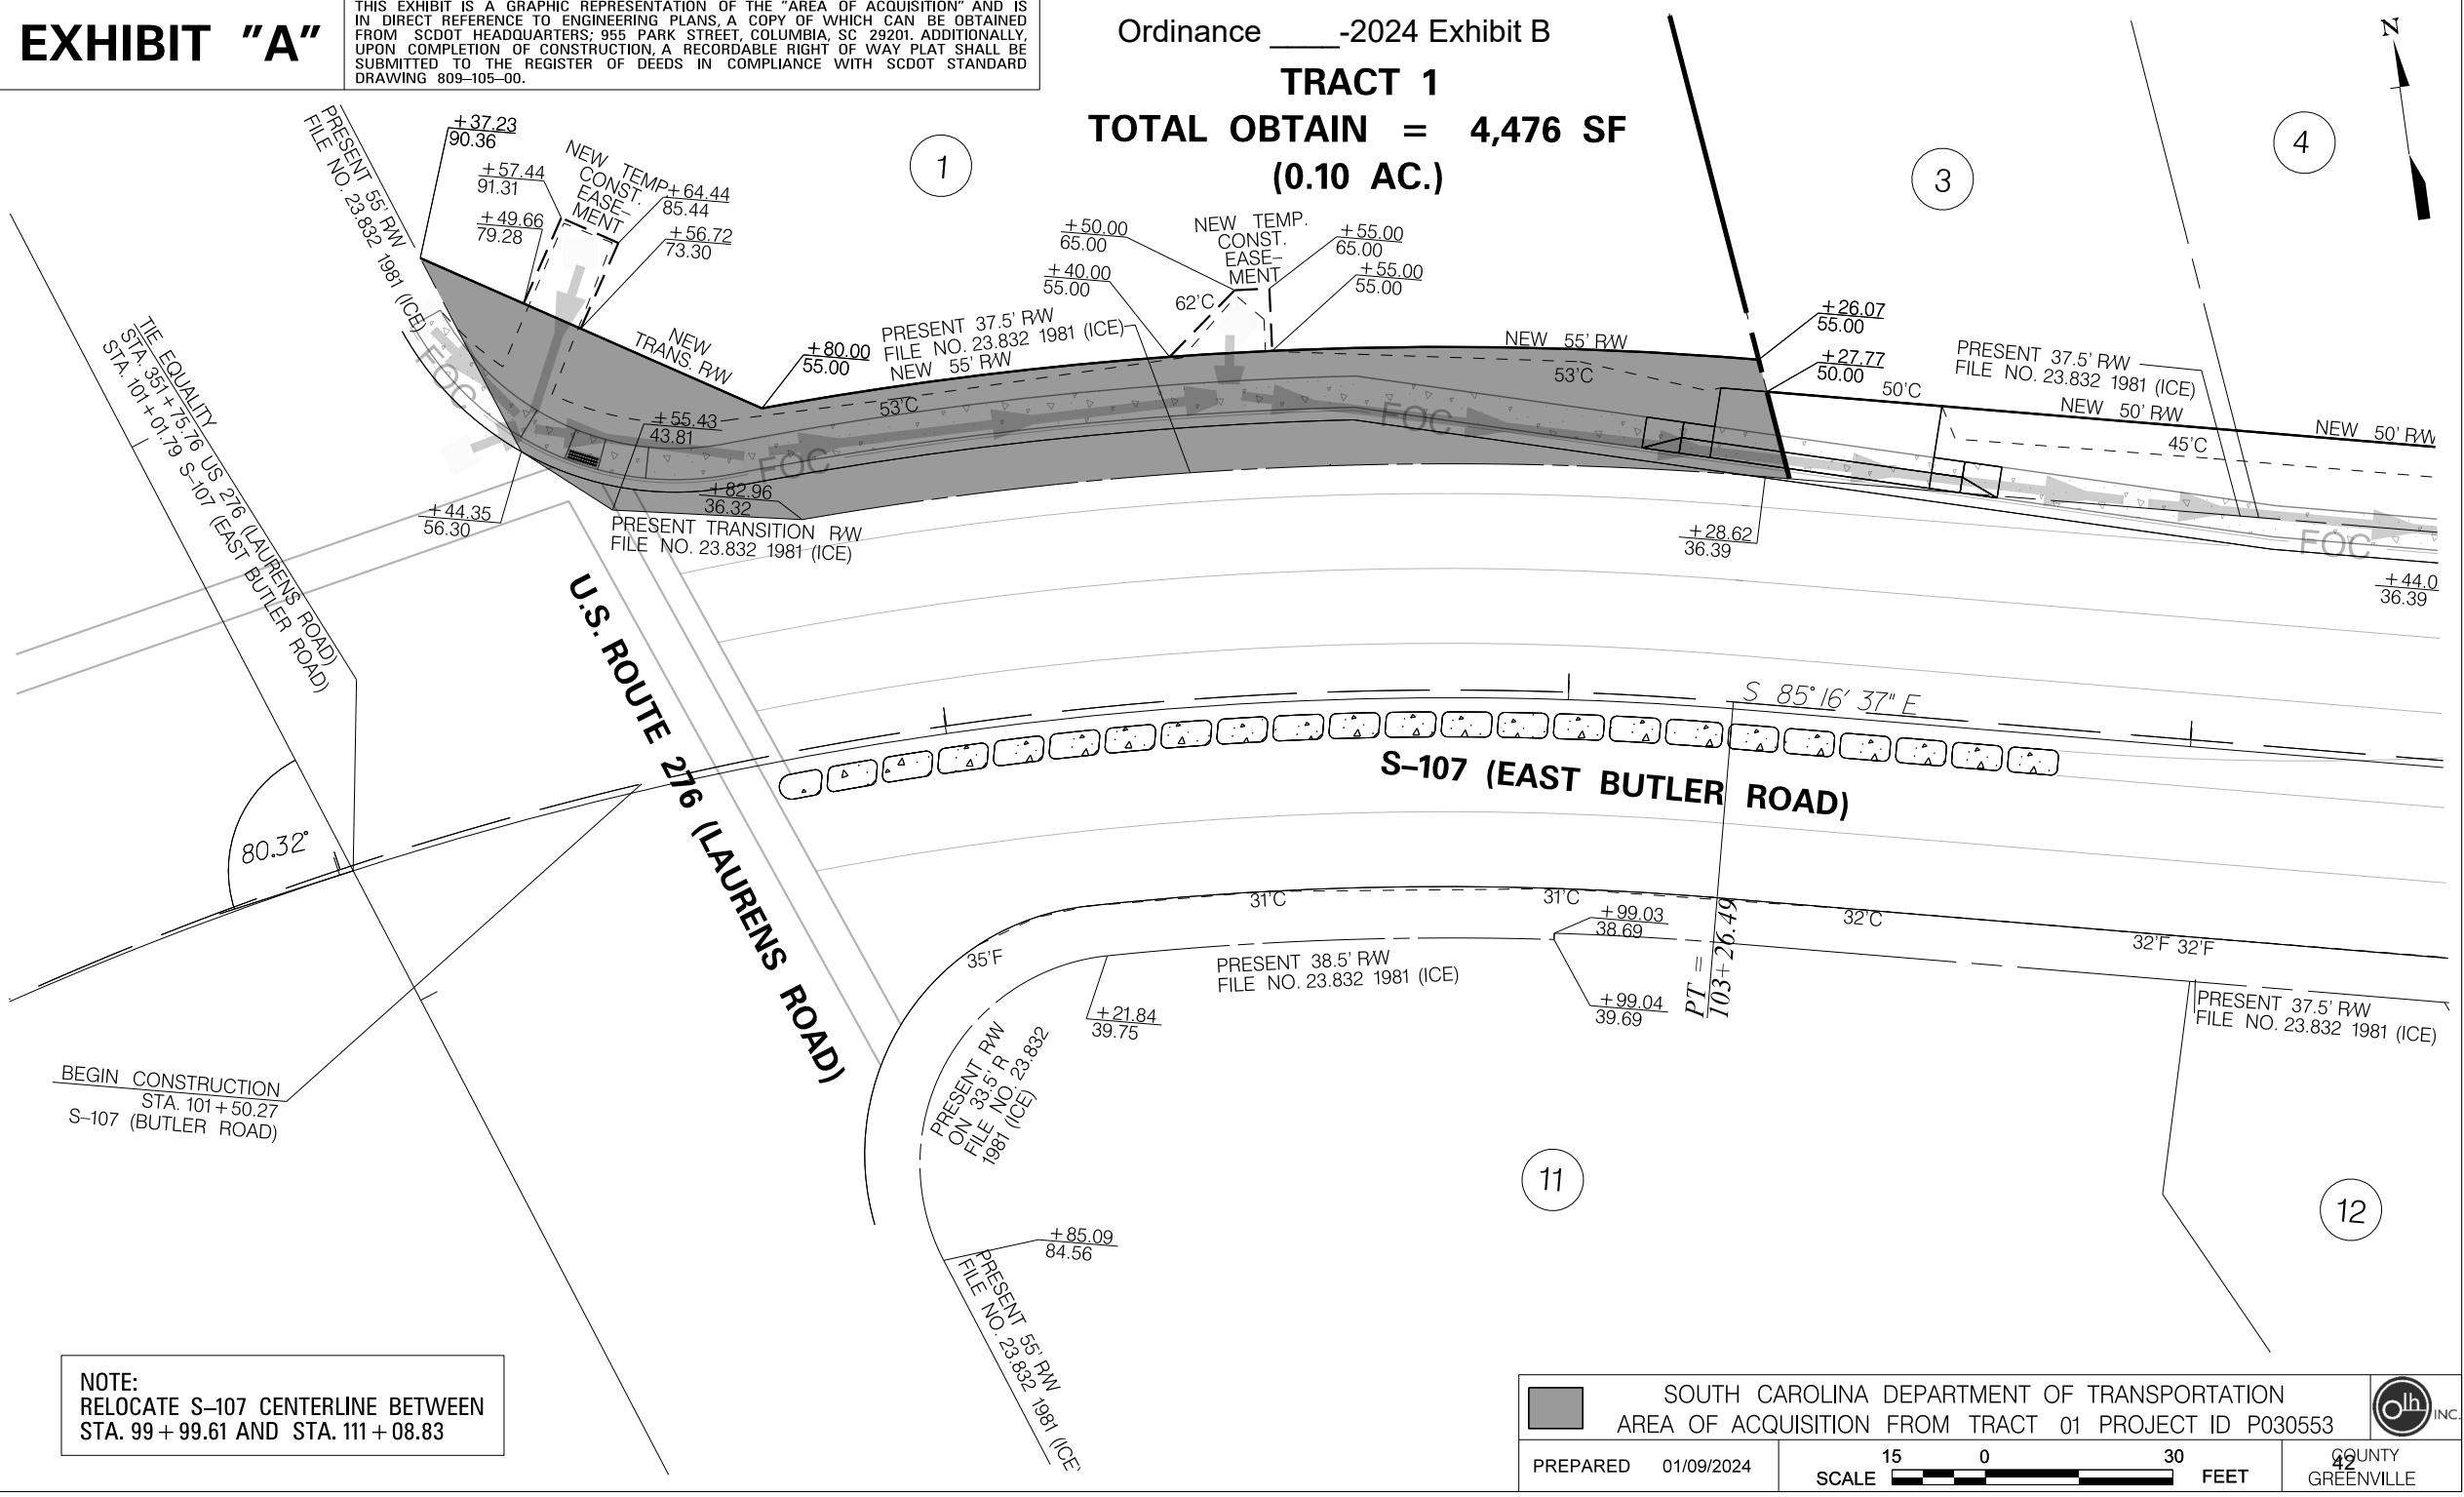 EXHIBIT "A"
THIS EXHIBIT IS A GRAPHIC REPRESENTATION OF THE "AREA OF ACQUISITION" AND IS
IN DIRECT REFERENCE TO ENGINEERING PLANS, A COPY OF WHICH CAN BE OBTAINED
FROM SCDOT HEADQUARTERS; 955 PARK STREET, COLUMBIA, SC 29201. ADDITIONALLY,
UPON COMPLETION OF CONSTRUCTION, A RECORDABLE RIGHT OF WAY PLAT SHALL BE
SUBMITTED TO THE REGISTER OF DEEDS IN COMPLIANCE WITH SCDOT STANDARD
DRAWING 809-105-00.
Ordinance ____-2024 Exhibit B
TRACT 1
TOTAL OBTAIN = 4,476 SF
(0.10 AC.)
N
1
3
4
PRESENT 55' R/W
FILE NO. 23.832 1981 (ICE)
+37.23
90.36
+57.44
91.31
+49.66
79.28
NEW TEMP.
CONST.
EASE-
MENT
+64.44
85.44
+56.72
73.30
+50.00
65.00
+40.00
55.00
NEW TEMP.
CONST.
EASE-
MENT
62'C
+55.00
65.00
+55.00
55.00
NEW
TRANS. R/W
+80.00
55.00
PRESENT 37.5' R/W
FILE NO. 23.832 1981 (ICE)
NEW 55' R/W
NEW 55' R/W
53'C
53'C
+26.07
55.00
+27.77
50.00
50'C
PRESENT 37.5' R/W
FILE NO. 23.832 1981 (ICE)
NEW 50' R/W
NEW 50' R/W
45'C
FOC
FOC
FOC
FOC
+55.43
43.81
+82.96
36.32
+44.35
56.30
PRESENT TRANSITION R/W
FILE NO. 23.832 1981 (ICE)
+28.62
36.39
+44.0
36.39
TIE EQUALITY
STA. 351+75.76 US 276 (LAURENS ROAD)
STA. 101+01.79 S-107 (EAST BUTLER ROAD)
U.S. ROUTE 276 (LAURENS ROAD)
S 85°16' 37" E
S-107 (EAST BUTLER ROAD)
80.32°
31'C
31'C
32'C
32'F 32'F
35'F
+99.03
38.69
+99.04
39.69
PT =
103+26.49
PRESENT 38.5' R/W
FILE NO. 23.832 1981 (ICE)
+21.84
39.75
PRESENT R/W
ON 33.5' R
FILE NO. 23.832
1981 (ICE)
PRESENT 37.5' R/W
FILE NO. 23.832 1981 (ICE)
BEGIN CONSTRUCTION
STA. 101+50.27
S-107 (BUTLER ROAD)
11
12
+85.09
84.56
PRESENT 55' R/W
FILE NO. 23.832 1981 (ICE)
NOTE:
RELOCATE S-107 CENTERLINE BETWEEN
STA. 99+99.61 AND STA. 111+08.83
SOUTH CAROLINA DEPARTMENT OF TRANSPORTATION
AREA OF ACQUISITION FROM TRACT 01 PROJECT ID P030553
olh INC.
PREPARED 01/09/2024
SCALE 15 0 30 FEET
COUNTY
42
GREENVILLE